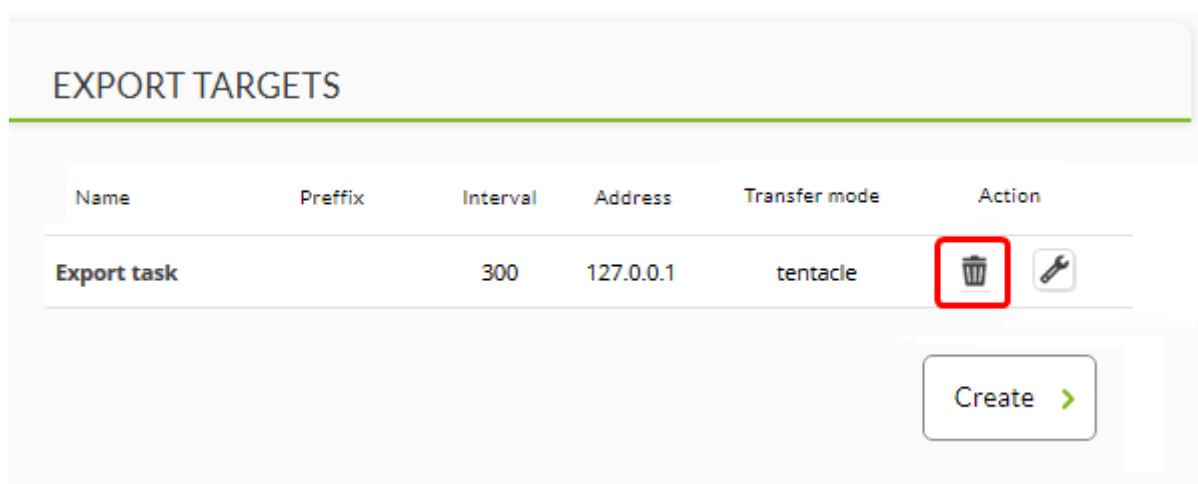 EXPORT TARGETS
Name Preffix Interval Address Transfer mode Action
Export task 300 127.0.0.1 tentacle
Create